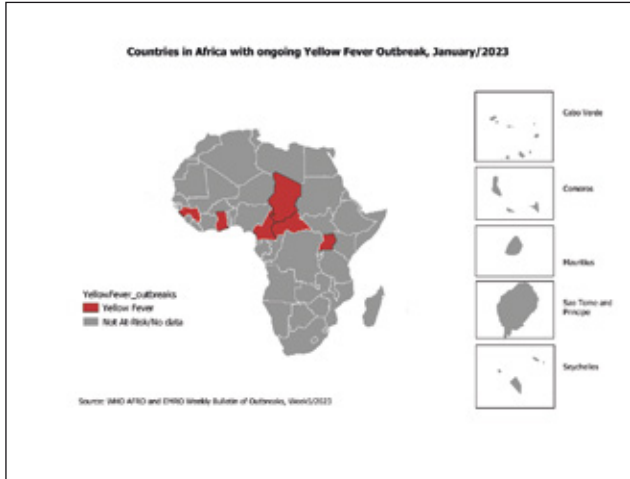 Countries in Africa with ongoing Yellow Fever Outbreak, January/2023
Cabo Verde
Comoros
Mauritius
Sao Tome and
Principe
Seychelles
Yellowfever_outbreaks
Yellow Fever
Not At-Risk/No data
Source: WHO AFRO and EMRO Weekly Bulletin of Outbreaks, Week5/2023